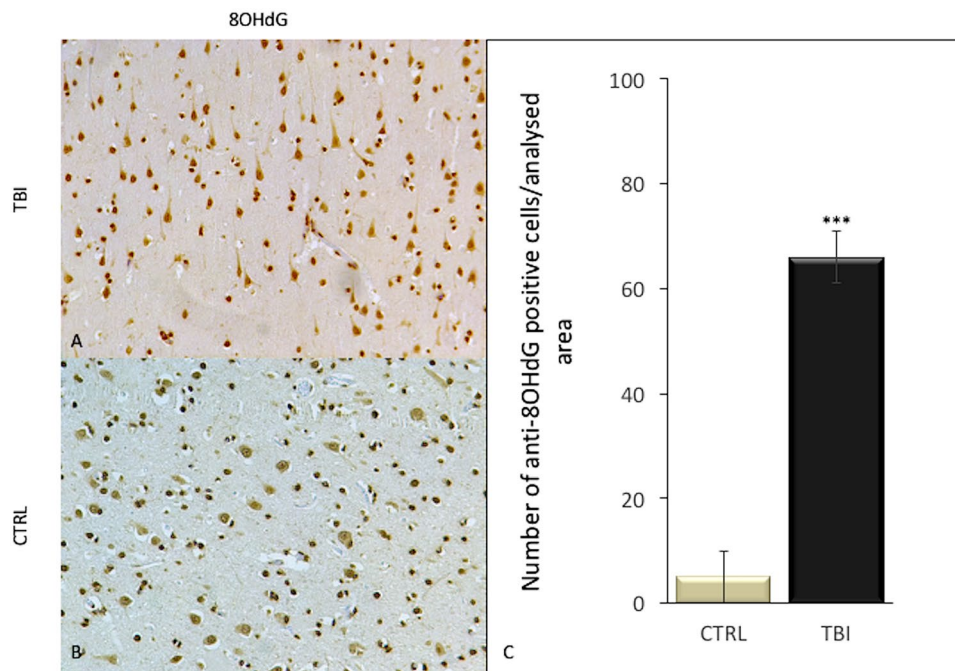 8OHdG
TBI
A
CTRL
B
Number of anti-8OHdG positive cells/analysed
area
100
80
60
40
20
0
***
CTRL
TBI
C